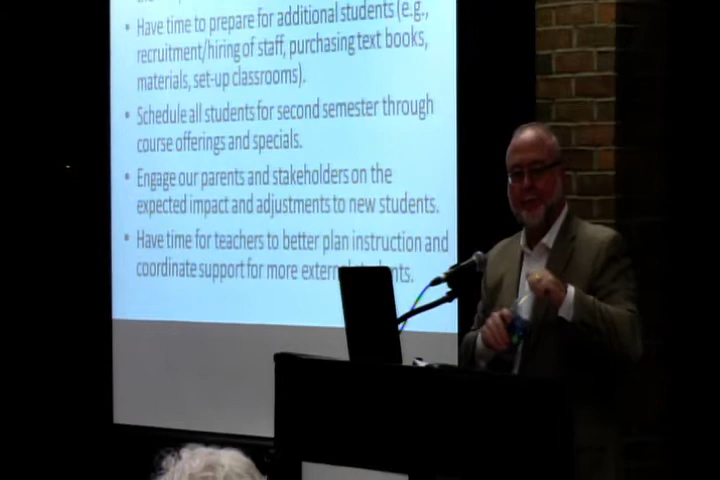 • Have time to prepare for additional students (e.g.,
recruitment/hiring of staff, purchasing text books,
materials, set-up classrooms).
• Schedule all students for second semester through
course offerings and specials.
• Engage our parents and stakeholders on the
expected impact and adjustments to new students.
• Have time for teachers to better plan instruction and
coordinate support for more